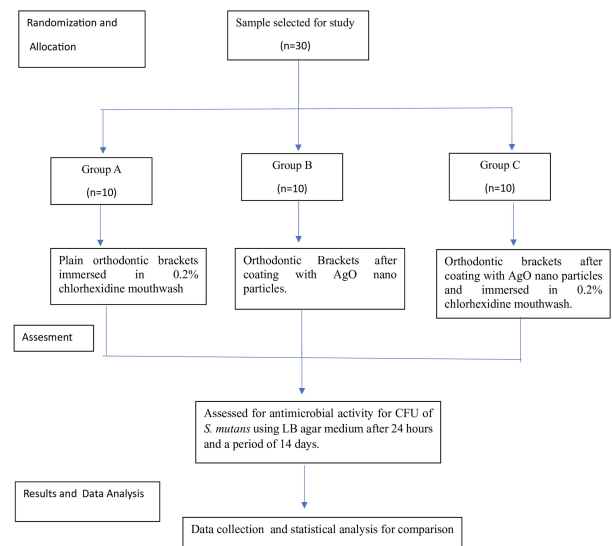 Randomization and
Allocation
Sample selected for study
(n=30)
Group A
(n=10)
Group B
(n=10)
Group C
(n=10)
Plain orthodontic brackets
immersed in 0.2%
chlorhexidine mouthwash
Orthodontic Brackets after
coating with AgO nano
particles.
Orthodontic brackets after
coating with AgO nano particles
and immersed in 0.2%
chlorhexidine mouthwash.
Assesment
Assessed for antimicrobial activity for CFU of
S. mutans using LB agar medium after 24 hours
and a period of 14 days.
Results and Data Analysis
Data collection and statistical analysis for comparison